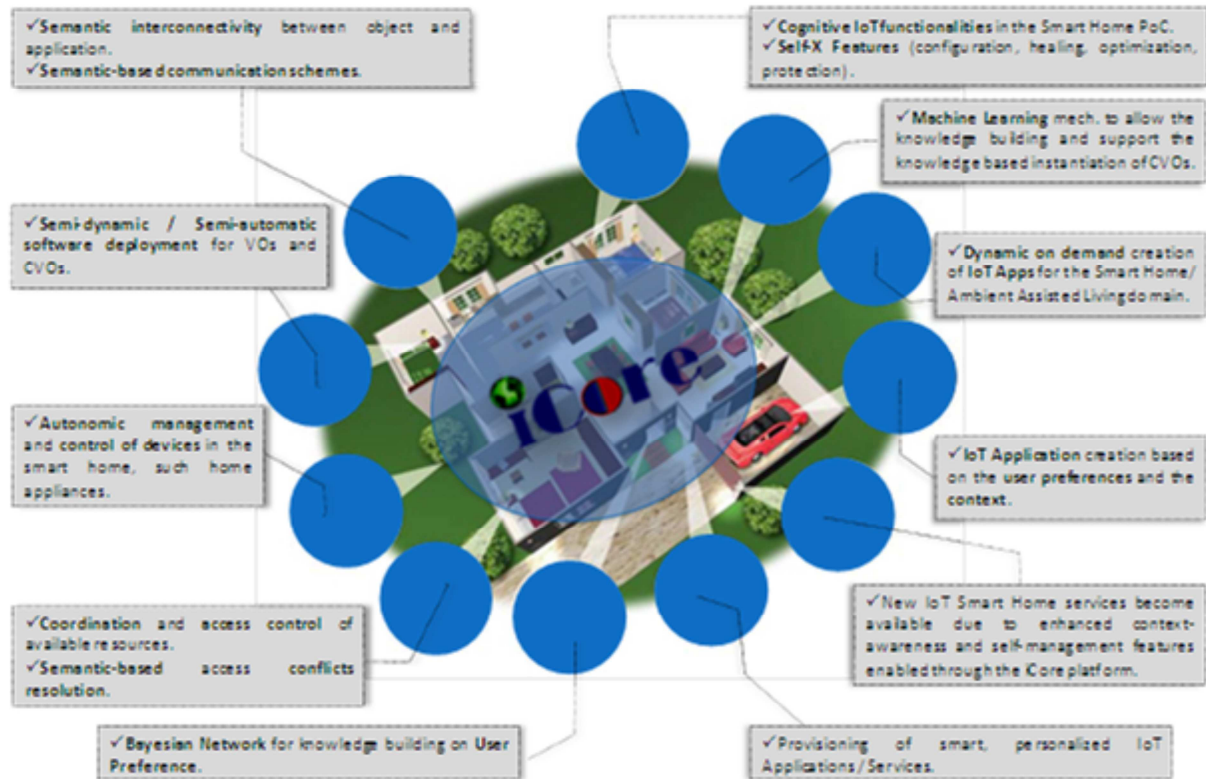 ✓Semantic interconnectivity between object and
application.
✓Semantic-based communication schemes.
✓Cognitive IoT functionalities in the Smart Home PoC.
✓Self-X Features (configuration, healing, optimization,
protection).
✓Machine Learning mech. to allow the
knowledge building and support the
knowledge based instantiation of CVOs.
✓Semi-dynamic / Semi-automatic
software deployment for VOs and
CVOs.
✓Dynamic on demand creation
of IoT Apps for the Smart Home/
Ambient Assisted Living domain.
iCore
✓Autonomic management
and control of devices in the
smart home, such home
appliances.
✓IoT Application creation based
on the user preferences and the
context.
✓Coordination and access control of
available resources.
✓Semantic-based access conflicts
resolution.
✓New IoT Smart Home services become
available due to enhanced context-
awareness and self-management features
enabled through the iCore platform.
✓Bayesian Network for knowledge building on User
Preference.
✓Provisioning of smart, personalized IoT
Applications / Services.